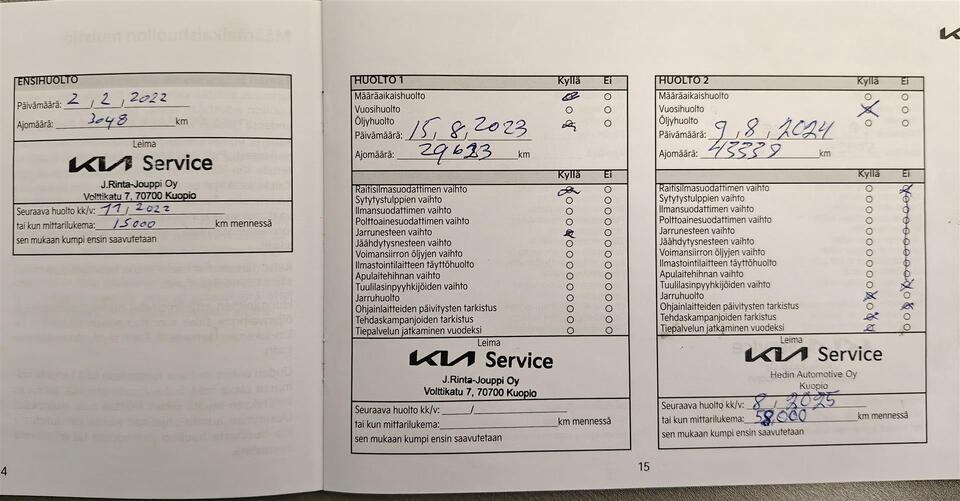 ENSIHUOLTO
Päivämäärä: 2, 2, 2022
Ajomäärä: 3048 km
Leima
KIA Service
J.Rinta-Jouppi Oy
Volttikatu 7, 70700 Kuopio
Seuraava huolto kk/v: 11, 2022
tai kun mittarilukema: 15000 km mennessä
sen mukaan kumpi ensin saavutetaan
4
HUOLTO 1 Kyllä Ei
Määräaikaishuolto
Vuosihuolto
Öljyhuolto
Päivämäärä: 15, 8, 2023
Ajomäärä: km
Kyllä Ei
Raitisilmasuodattimen vaihto
Sytytystulppien vaihto
Ilmansuodattimen vaihto
Polttoainesuodattimen vaihto
Jarrunesteen vaihto
Jäähdytysnesteen vaihto
Voimansiirron öljyjen vaihto
Ilmastointilaitteen täyttöhuolto
Apulaitehihnan vaihto
Tuulilasinpyyhkijöiden vaihto
Jarruhuolto
Ohjainlaitteiden päivitysten tarkistus
Tehdaskampanjoiden tarkistus
Tiepalvelun jatkaminen vuodeksi
Leima
KIA Service
J.Rinta-Jouppi Oy
Volttikatu 7, 70700 Kuopio
Seuraava huolto kk/v: /
tai kun mittarilukema: km mennessä
sen mukaan kumpi ensin saavutetaan
15
HUOLTO 2 Kyllä Ei
Määräaikaishuolto
Vuosihuolto
Öljyhuolto
Päivämäärä: 9, 8, 2024
Ajomäärä: 43339 km
Kyllä Ei
Raitisilmasuodattimen vaihto
Sytytystulppien vaihto
Ilmansuodattimen vaihto
Polttoainesuodattimen vaihto
Jarrunesteen vaihto
Jäähdytysnesteen vaihto
Voimansiirron öljyjen vaihto
Ilmastointilaitteen täyttöhuolto
Apulaitehihnan vaihto
Tuulilasinpyyhkijöiden vaihto
Jarruhuolto
Ohjainlaitteiden päivitysten tarkistus
Tehdaskampanjoiden tarkistus
Tiepalvelun jatkaminen vuodeksi
Leima
KIA Service
Hedin Automotive Oy
Kuopio
Seuraava huolto kk/v: 8, 2025
tai kun mittarilukema: 58,000 km mennessä
sen mukaan kumpi ensin saavutetaan